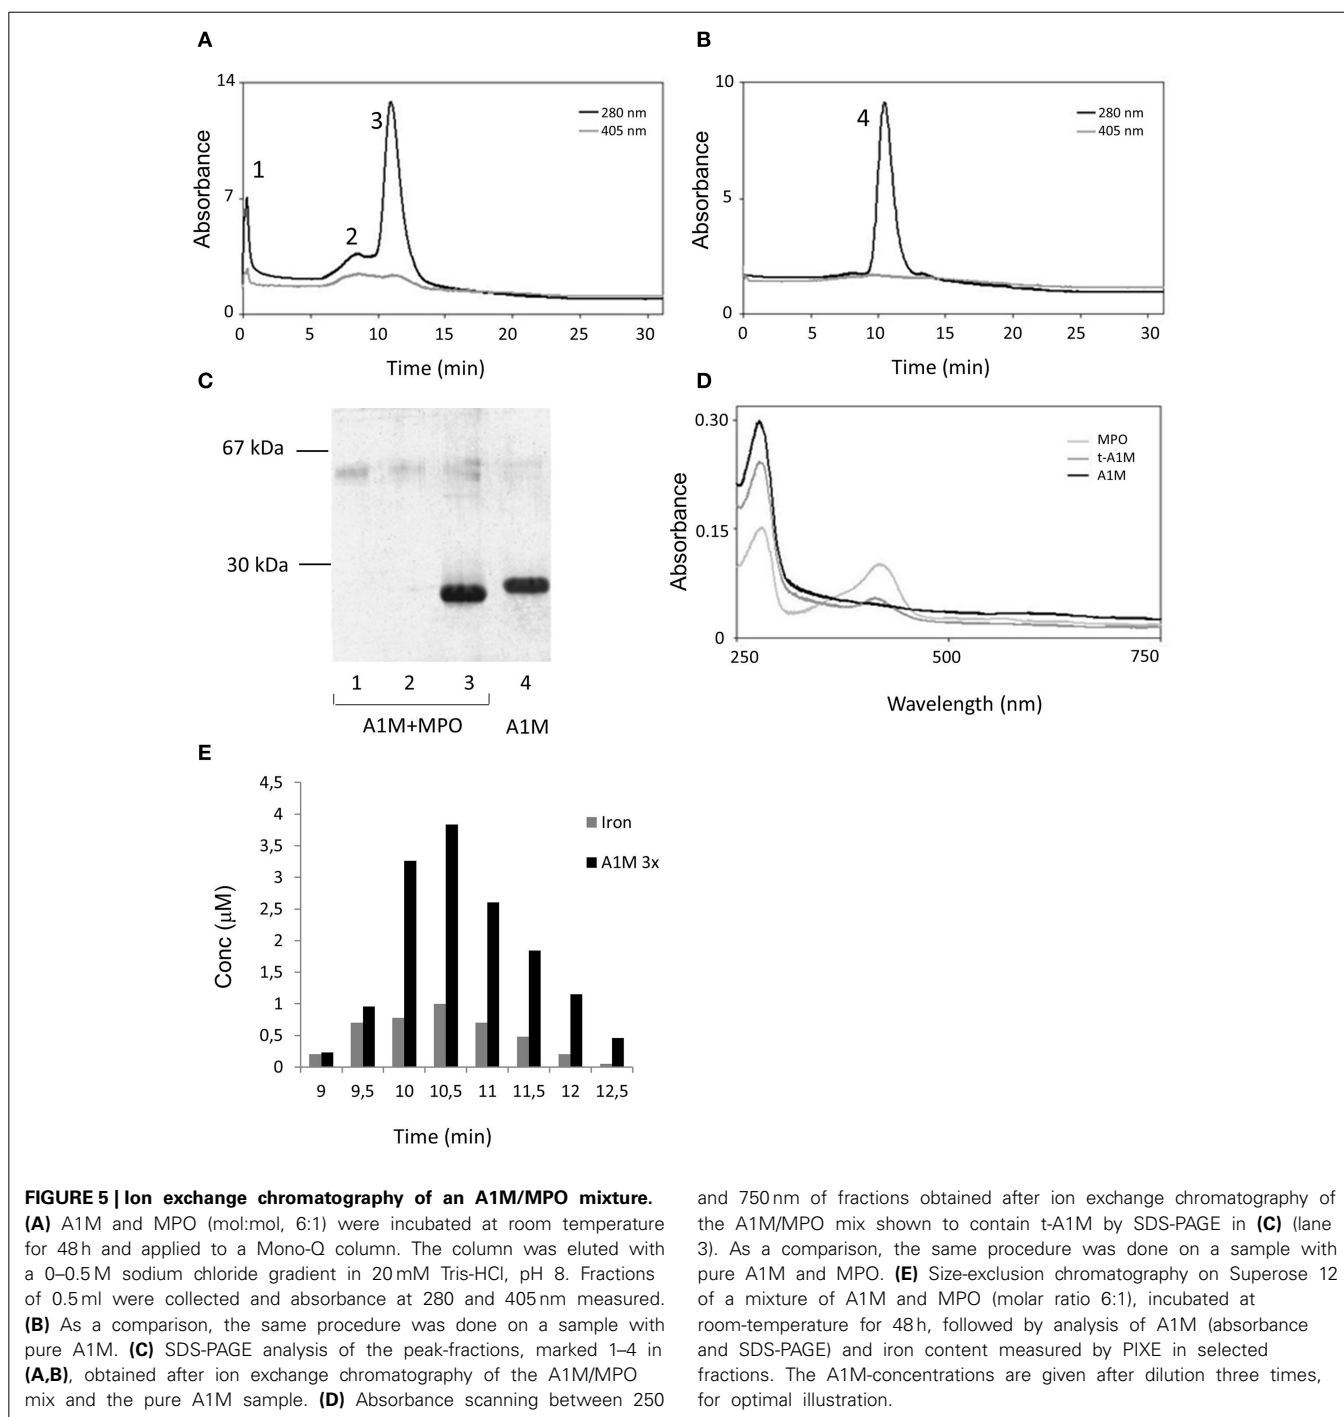 A
14
7
0
Absorbance
1
2
3
280 nm
405 nm
0 5 10 15 20 25 30
Time (min)
B
10
5
0
Absorbance
4
280 nm
405 nm
0 5 10 15 20 25 30
Time (min)
C
67 kDa
30 kDa
1 2 3 4
A1M+MPO A1M
D
0.30
0.15
0
Absorbance
MPO
t-A1M
A1M
250 500 750
Wavelength (nm)
E
4,5
4
3,5
3
2,5
2
1,5
1
0,5
0
Conc (μM)
Iron
A1M 3x
9 9,5 10 10,5 11 11,5 12 12,5
Time (min)
FIGURE 5 | Ion exchange chromatography of an A1M/MPO mixture.
(A) A1M and MPO (mol:mol, 6:1) were incubated at room temperature
for 48 h and applied to a Mono-Q column. The column was eluted with
a 0–0.5 M sodium chloride gradient in 20 mM Tris-HCl, pH 8. Fractions
of 0.5 ml were collected and absorbance at 280 and 405 nm measured.
(B) As a comparison, the same procedure was done on a sample with
pure A1M. (C) SDS-PAGE analysis of the peak-fractions, marked 1–4 in
(A,B), obtained after ion exchange chromatography of the A1M/MPO
mix and the pure A1M sample. (D) Absorbance scanning between 250
and 750 nm of fractions obtained after ion exchange chromatography of
the A1M/MPO mix shown to contain t-A1M by SDS-PAGE in (C) (lane
3). As a comparison, the same procedure was done on a sample with
pure A1M and MPO. (E) Size-exclusion chromatography on Superose 12
of a mixture of A1M and MPO (molar ratio 6:1), incubated at
room-temperature for 48 h, followed by analysis of A1M (absorbance
and SDS-PAGE) and iron content measured by PIXE in selected
fractions. The A1M-concentrations are given after dilution three times,
for optimal illustration.